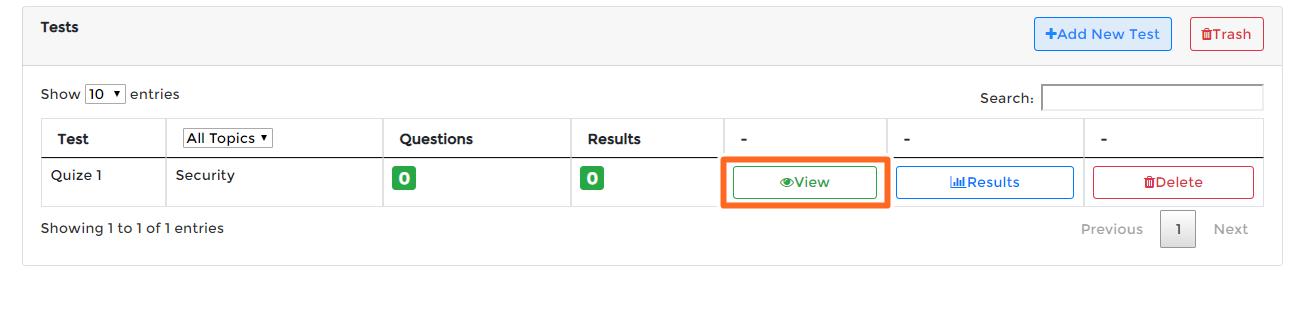 Tests Add New Test Trash
Show 10 entries Search:
Test All Topics Questions Results - - -
Quize 1 Security 0 0 View Results Delete
Showing 1 to 1 of 1 entries Previous 1 Next